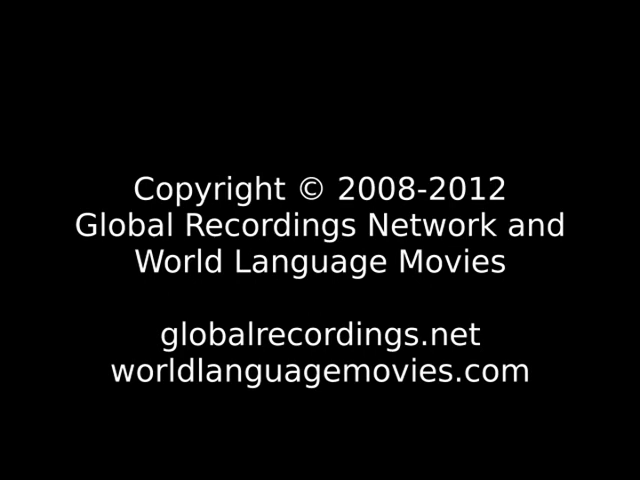 Copyright © 2008-2012
Global Recordings Network and
World Language Movies
globalrecordings.net
worldlanguagemovies.com